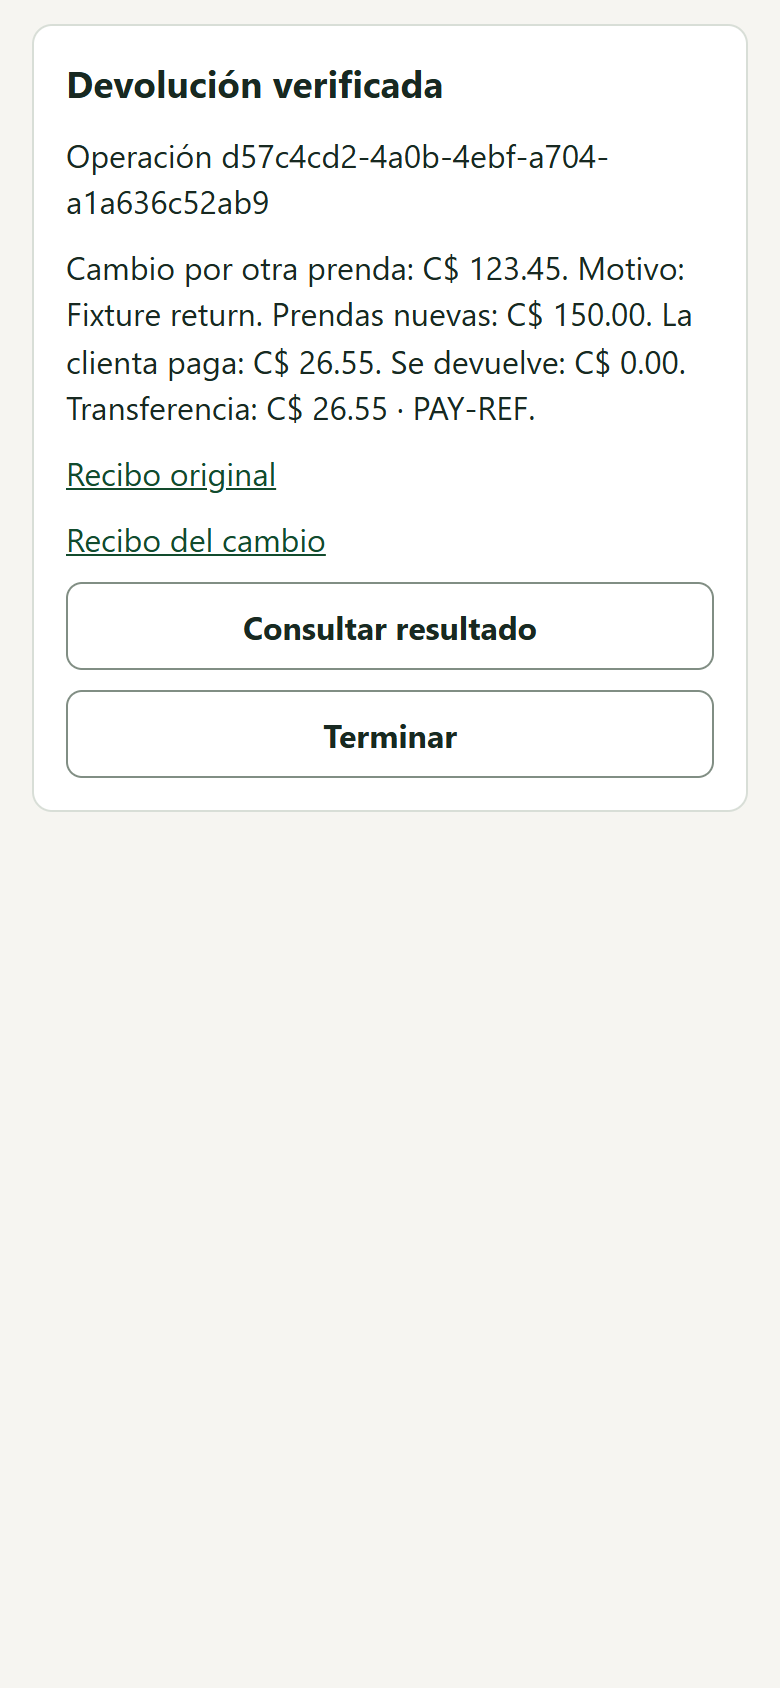 Devolución verificada
Operación d57c4cd2-4a0b-4ebf-a704-
a1a636c52ab9
Cambio por otra prenda: C$ 123.45. Motivo:
Fixture return. Prendas nuevas: C$ 150.00. La
clienta paga: C$ 26.55. Se devuelve: C$ 0.00.
Transferencia: C$ 26.55 · PAY-REF.
Recibo original
Recibo del cambio
Consultar resultado
Terminar